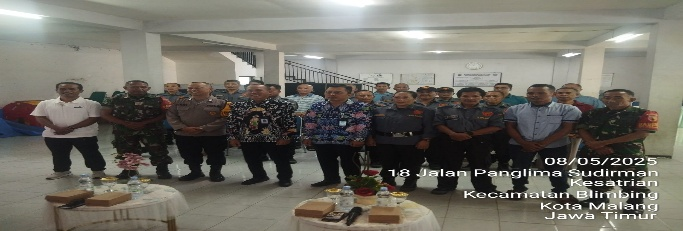 08/05/2025
18 Jalan Panglima Sudirman
Kesatrian
Kecamatan Blimbing
Kota Malang
Jawa Timur